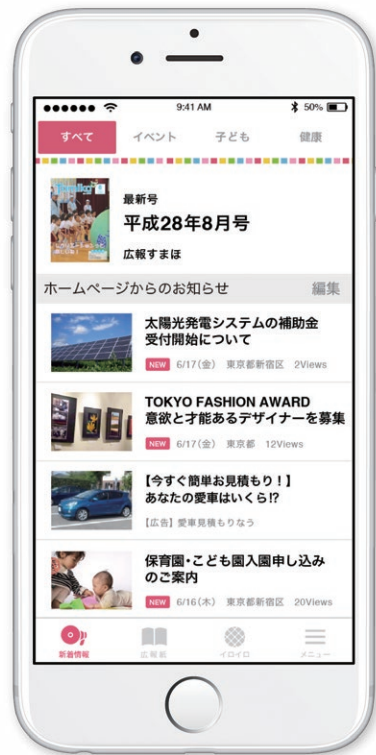 9:41 AM
50%
すべて
イベント
子ども
健康
最新号
平成28年8月号
広報すまほ
ホームページからのお知らせ
編集
太陽光発電システムの補助金
受付開始について
NEW 6/17(金) 東京都新宿区 2Views
TOKYO FASHION AWARD
意欲と才能あるデザイナーを募集
NEW 6/17(金) 東京都 12Views
【今すぐ簡単お見積もり！】
あなたの愛車はいくら!?
【広告】愛車見積もりなう
保育園・こども園入園申し込み
のご案内
NEW 6/16(木) 東京都新宿区 20Views
新着情報
広報紙
イロイロ
メニュー